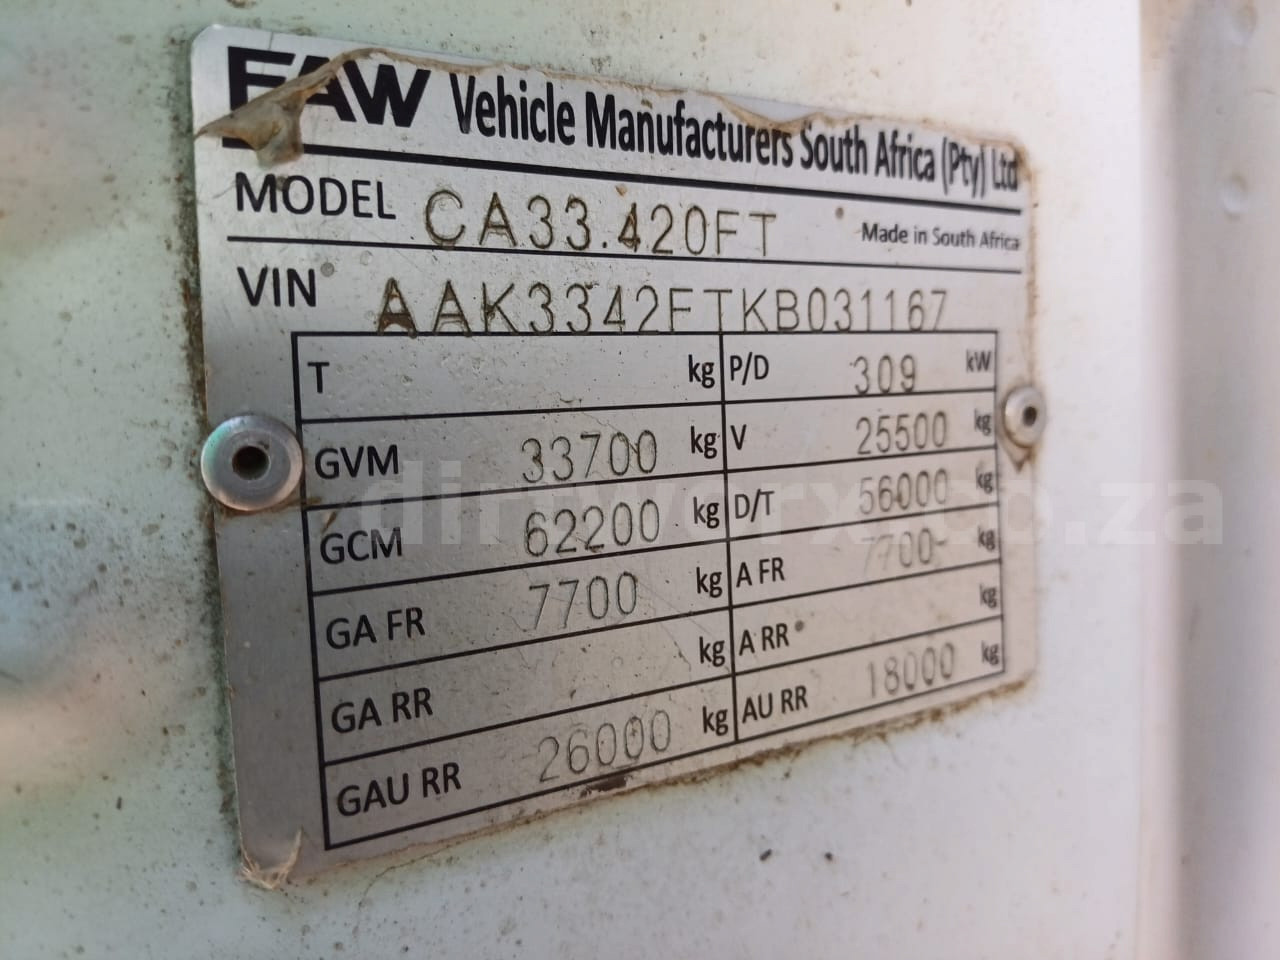 FAW Vehicle Manufacturers South Africa (Pty) Ltd
MODEL CA33.420FT Made in South Africa
VIN AAK3342FTKB031167
T kg P/D 309 kW
GVM 33700 kg V 25500 kg
GCM 62200 kg D/T 56000 kg
GA FR 7700 kg A FR 7700 kg
GA RR kg A RR kg
GAU RR 26000 kg AU RR 18000 kg
dirtworx.co.za